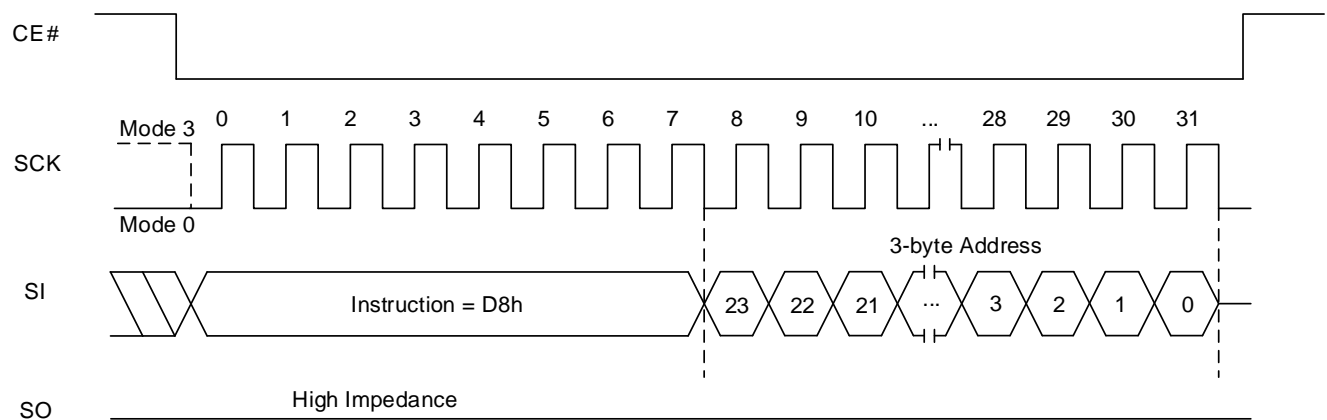 CE#
Mode 3 0 1 2 3 4 5 6 7 8 9 10 ... 28 29 30 31
SCK
Mode 0
3-byte Address
SI Instruction = D8h 23 22 21 ... 3 2 1 0
High Impedance
SO